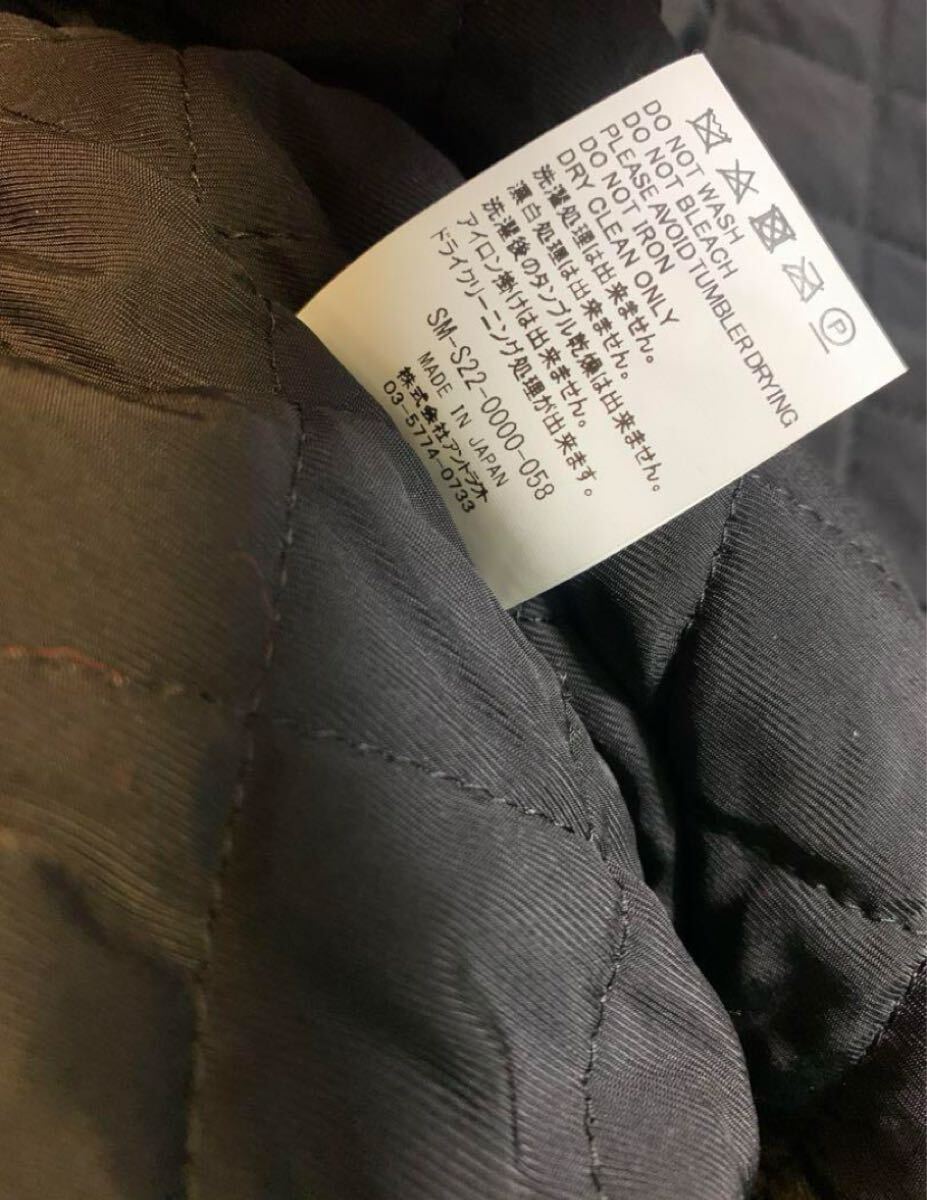 DO NOT WASH
DO NOT BLEACH
PLEASE AVOID TUMBLER DRYING
DO NOT IRON
DRY CLEAN ONLY
洗濯処理は出来ません。
漂白処理は出来ません。
洗濯後のタンブル乾燥は出来ません。
アイロン掛けは出来ません。
ドライクリーニング処理が出来ます。
SM-S22-0000-058
MADE IN JAPAN
株式会社アントラオ
03-5774-0733
P